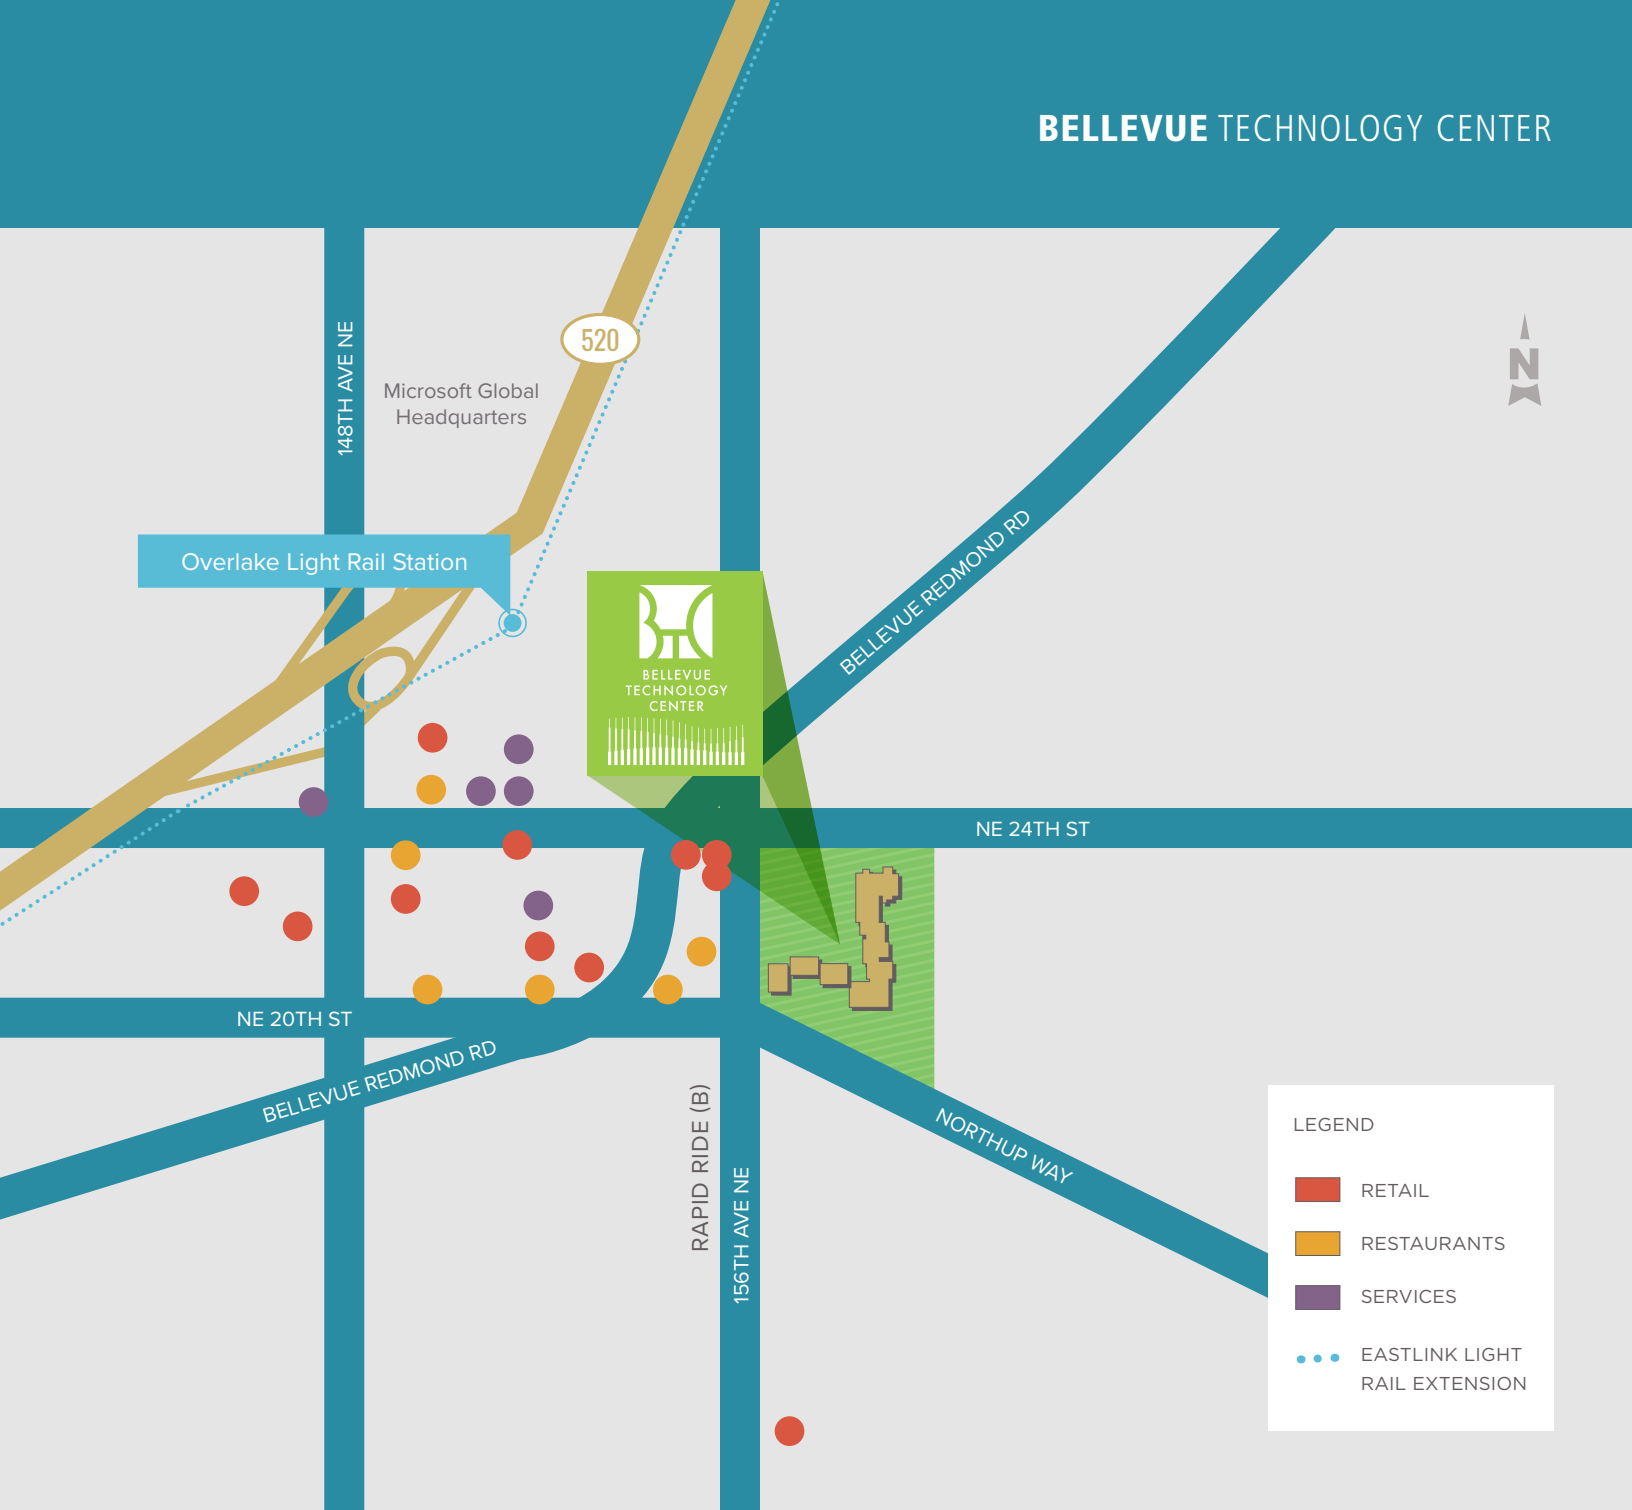 BELLEVUE TECHNOLOGY CENTER
520
148TH AVE NE
Microsoft Global
Headquarters
N
Overlake Light Rail Station
BELLEVUE REDMOND RD
BELLEVUE
TECHNOLOGY
CENTER
NE 24TH ST
NE 20TH ST
BELLEVUE REDMOND RD
RAPID RIDE (B)
156TH AVE NE
NORTHUP WAY
LEGEND
RETAIL
RESTAURANTS
SERVICES
EASTLINK LIGHT
RAIL EXTENSION